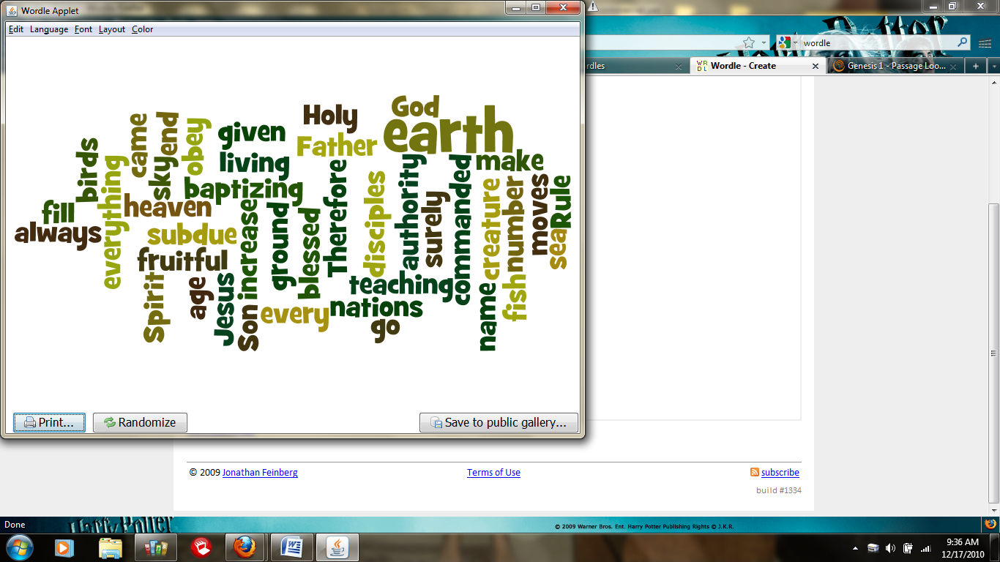 Wordle Applet
Edit Language Font Layout Color
wordle
rdles
Wordle - Create
Genesis 1 - Passage Loo...
Holy
God
earth
came
end
obey
given
Father
birds
everything
sky
living
make
baptizing
Therefore
disciples
authority
commanded
creature
number
moves
Rule
fill
heaven
always
subdue
increase
ground
blessed
surely
sea
fruitful
Spirit
age
Jesus
Son
every
teaching
nations
go
name
fish
Print...
Randomize
Save to public gallery...
© 2009 Jonathan Feinberg
Terms of Use
subscribe
build #1334
Done
Harry Potter
© 2009 Warner Bros. Ent. Harry Potter Publishing Rights © J.K.R.
9:36 AM
12/17/2010